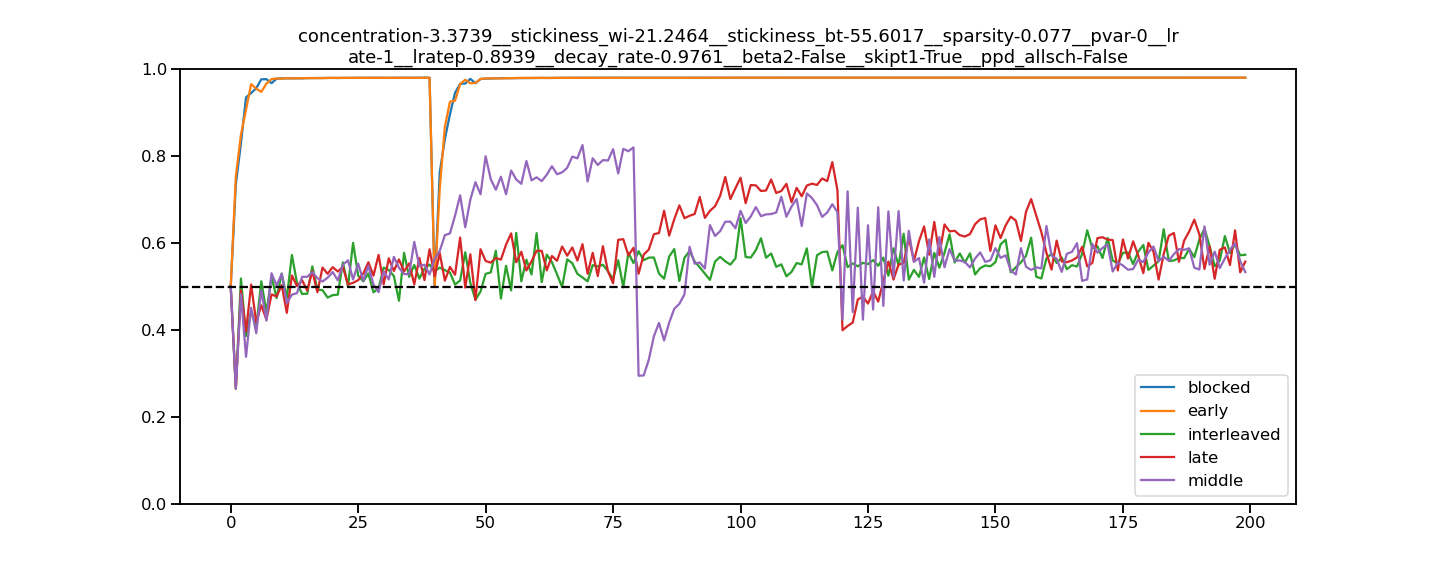 concentration-3.3739__stickiness_wi-21.2464__stickiness_bt-55.6017__sparsity-0.077__pvar-0__lr
ate-1__lratep-0.8939__decay_rate-0.9761__beta2-False__skipt1-True__ppd_allsch-False
1.0
0.8
0.6
0.4
0.2
0.0
blocked
early
interleaved
late
middle
0 25 50 75 100 125 150 175 200